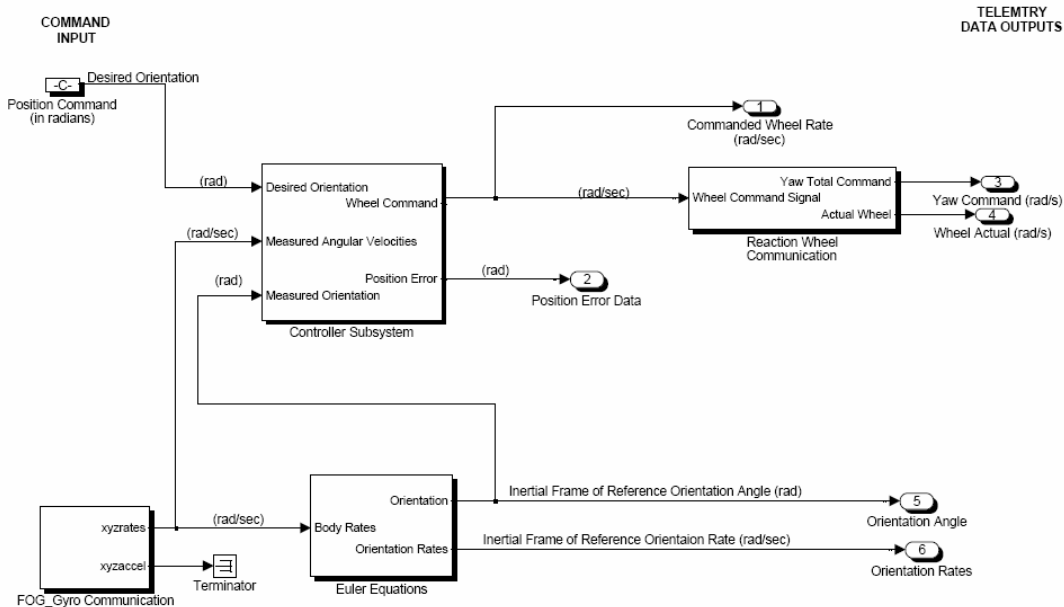 COMMAND
INPUT
TELEMTRY
DATA OUTPUTS
-C-
Desired Orientation
Position Command
(in radians)
1
Commanded Wheel Rate
(rad/sec)
(rad)
Desired Orientation
Wheel Command
(rad/sec)
Wheel Command Signal
Yaw Total Command
Actual Wheel
Reaction Wheel
Communication
3
Yaw Command (rad/s)
4
Wheel Actual (rad/s)
(rad/sec)
Measured Angular Velocities
(rad)
Position Error
(rad)
2
Position Error Data
Measured Orientation
Controller Subsystem
Orientation
Inertial Frame of Reference Orientation Angle (rad)
5
Orientation Angle
xyzrates
(rad/sec)
Body Rates
Orientation Rates
Inertial Frame of Reference Orientaion Rate (rad/sec)
6
Orientation Rates
xyzaccel
Terminator
Euler Equations
FOG_Gyro Communication